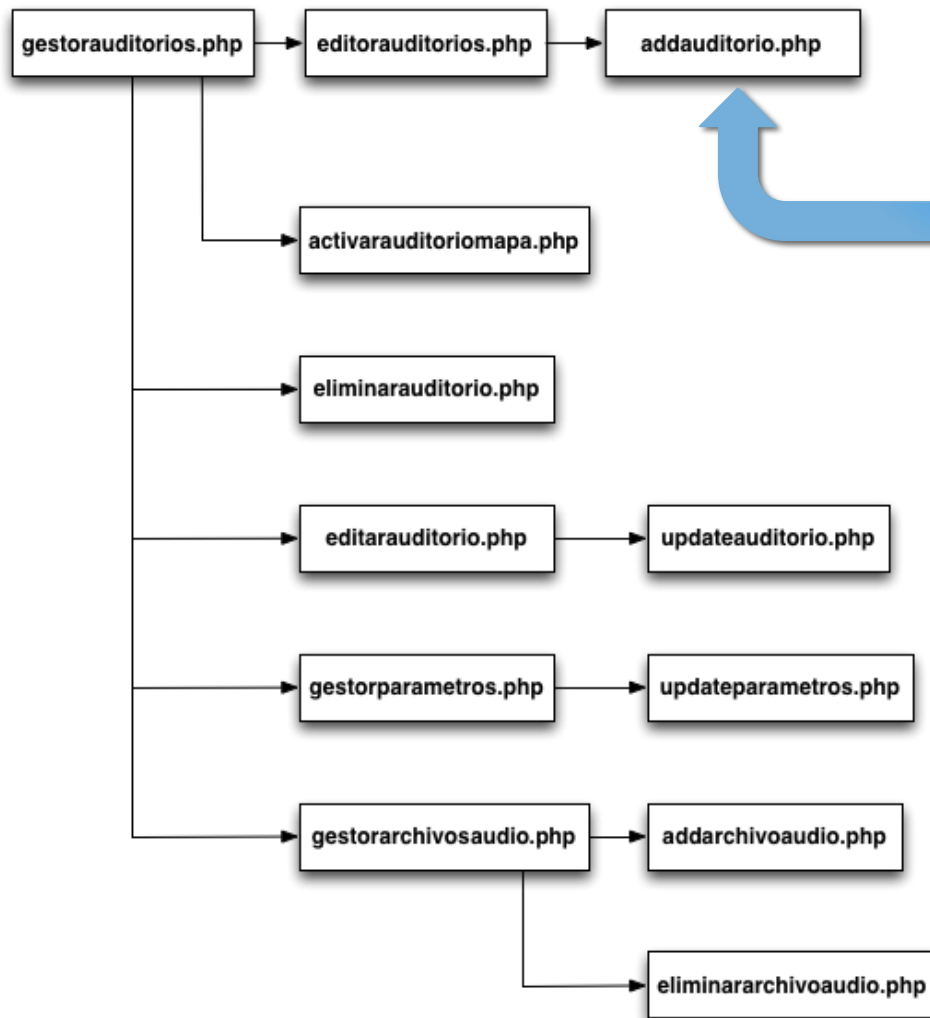 gestorauditorios.php
editorauditorios.php
addauditorio.php
activarauditoriomapa.php
eliminarauditorio.php
editarauditorio.php
updateauditorio.php
gestorparametros.php
updateparametros.php
gestorarchivosaudio.php
addarchivoaudio.php
eliminararchivoaudio.php